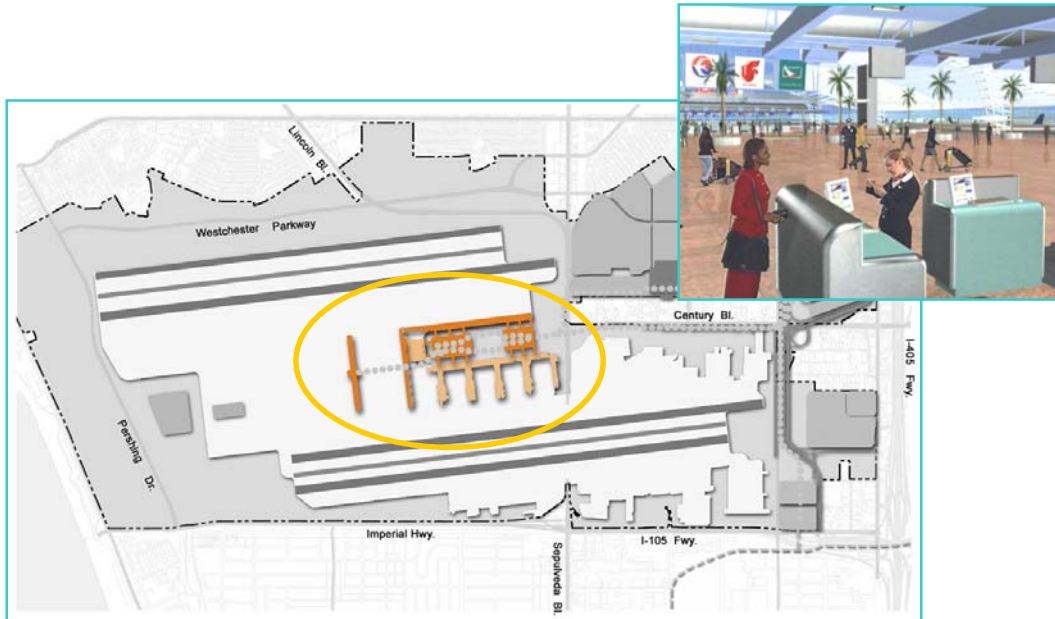 Lincoln Bl.
Westchester Parkway
Century Bl.
I-405 Fwy.
Pershing Dr.
Imperial Hwy.
I-105 Fwy.
Sepulveda Bl.